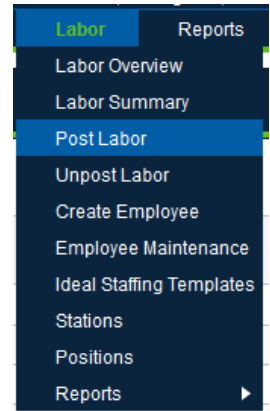 Labor Reports
Labor Overview
Labor Summary
Post Labor
Unpost Labor
Create Employee
Employee Maintenance
Ideal Staffing Templates
Stations
Positions
Reports